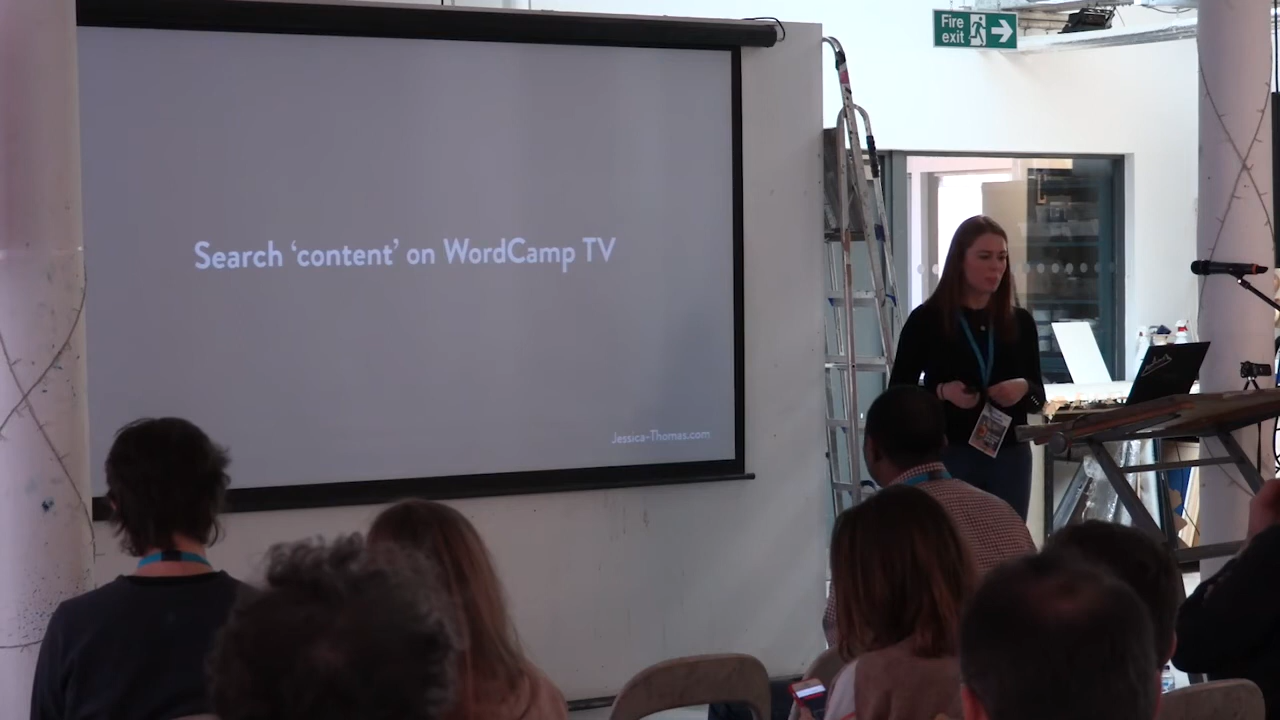 Fire
exit
Search ‘content’ on WordCamp TV
Jessica-Thomas.com